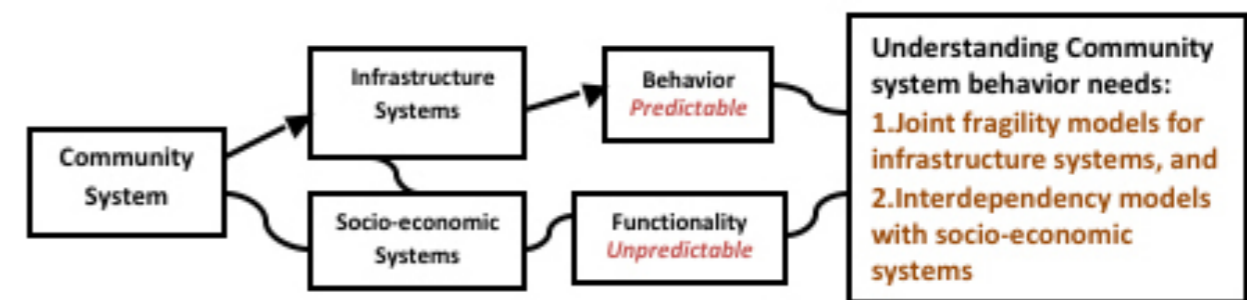 Community
System
Infrastructure
Systems
Socio-economic
Systems
Behavior
Predictable
Functionality
Unpredictable
Understanding Community
system behavior needs:
1.Joint fragility models for
infrastructure systems, and
2.Interdependency models
with socio-economic
systems